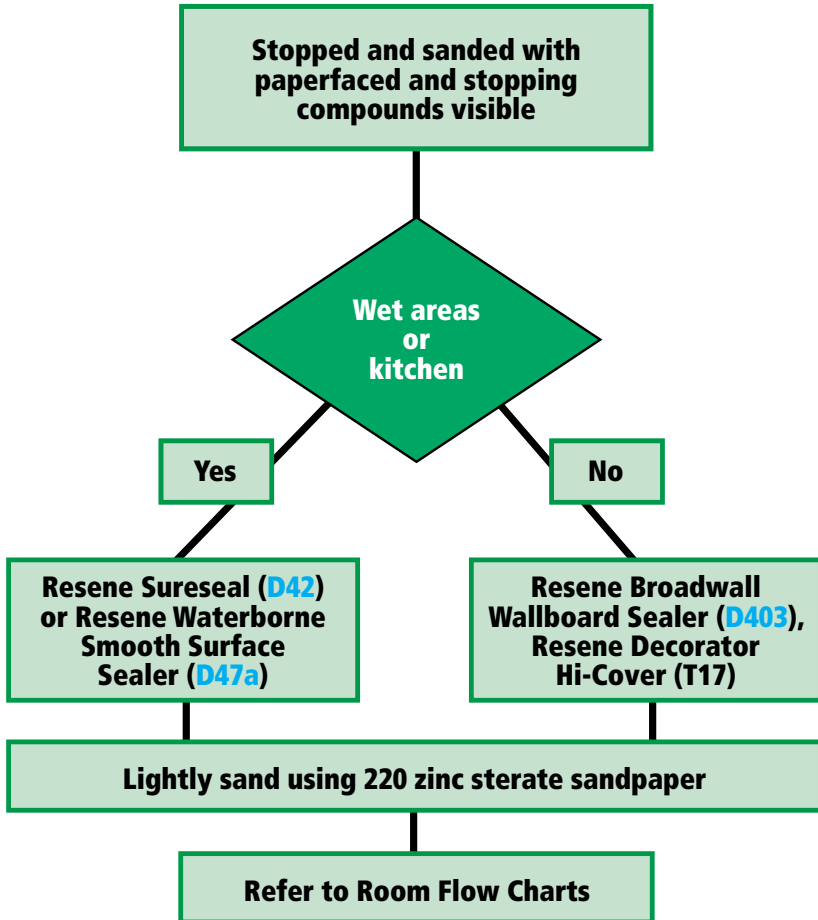 Stopped and sanded with
paperfaced and stopping
compounds visible
Wet areas
or
kitchen
Yes
No
Resene Sureseal (D42)
or Resene Waterborne
Smooth Surface
Sealer (D47a)
Resene Broadwall
Wallboard Sealer (D403),
Resene Decorator
Hi-Cover (T17)
Lightly sand using 220 zinc sterate sandpaper
Refer to Room Flow Charts